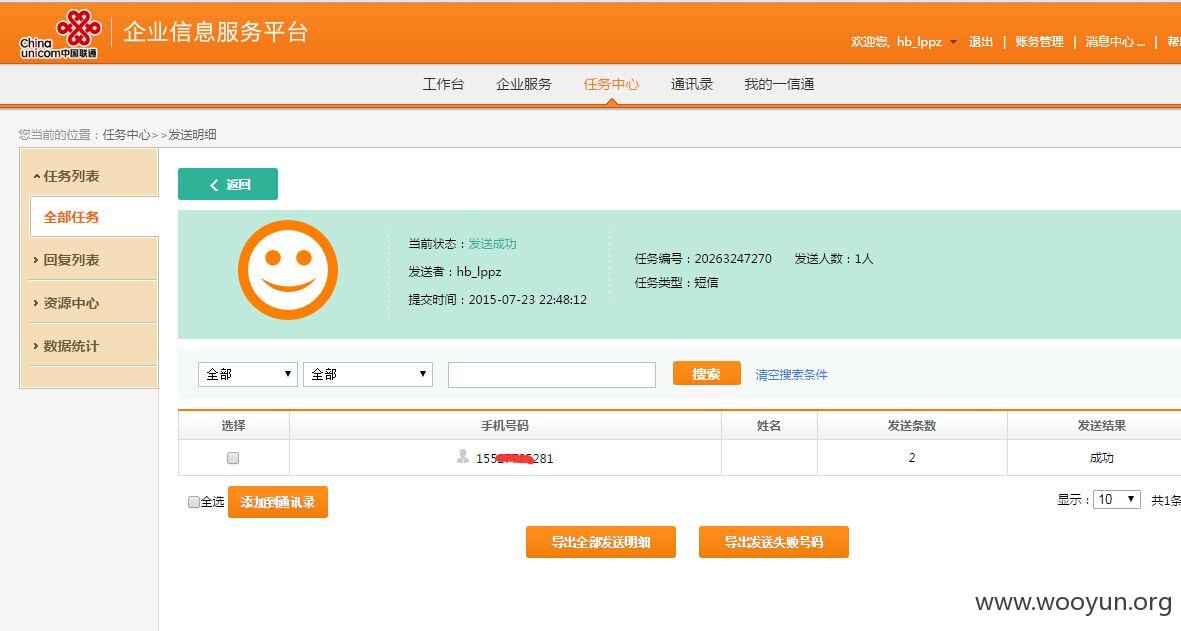 China
unicom中国联通
企业信息服务平台
欢迎您, hb_lppz 退出 | 账务管理 | 消息中心 |
工作台 企业服务 任务中心 通讯录 我的一信通
您当前的位置：任务中心>>发送明细
任务列表
全部任务
回复列表
资源中心
数据统计
返回
当前状态：发送成功
发送者：hb_lppz
提交时间：2015-07-23 22:48:12
任务编号：20263247270 发送人数：1人
任务类型：短信
全部 全部 搜索 清空搜索条件
选择 手机号码 姓名 发送条数 发送结果
155 281 2 成功
全选 添加到通讯录
显示：10 共1条
导出全部发送明细 导出发送失败号码
www.wooyun.org